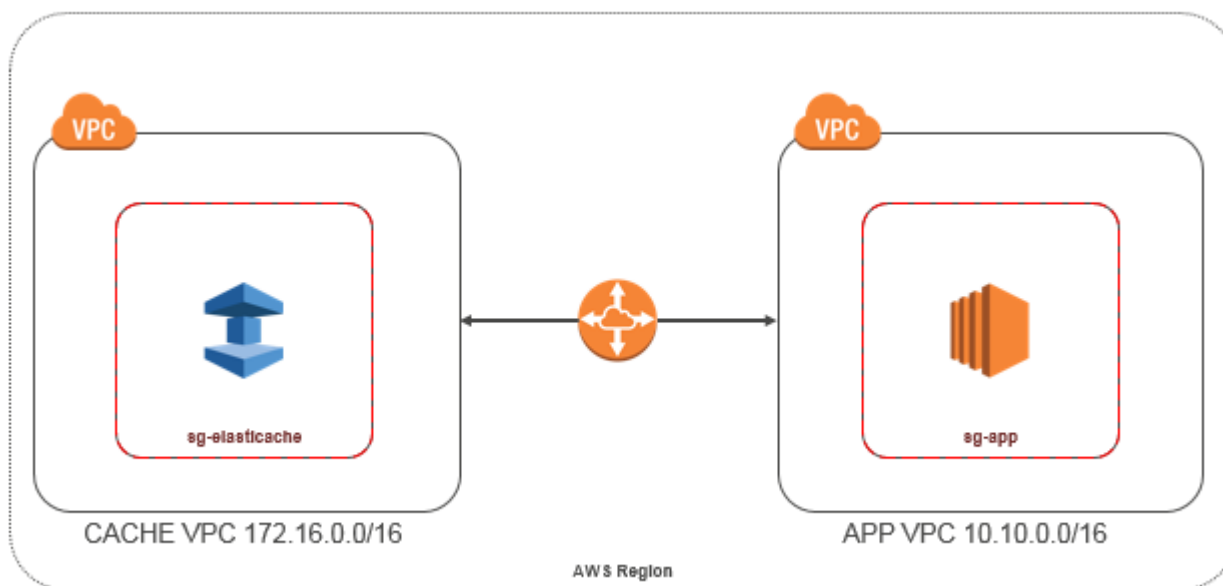 VPC
VPC
sg-elasticache
sg-app
CACHE VPC 172.16.0.0/16
APP VPC 10.10.0.0/16
AWS Region